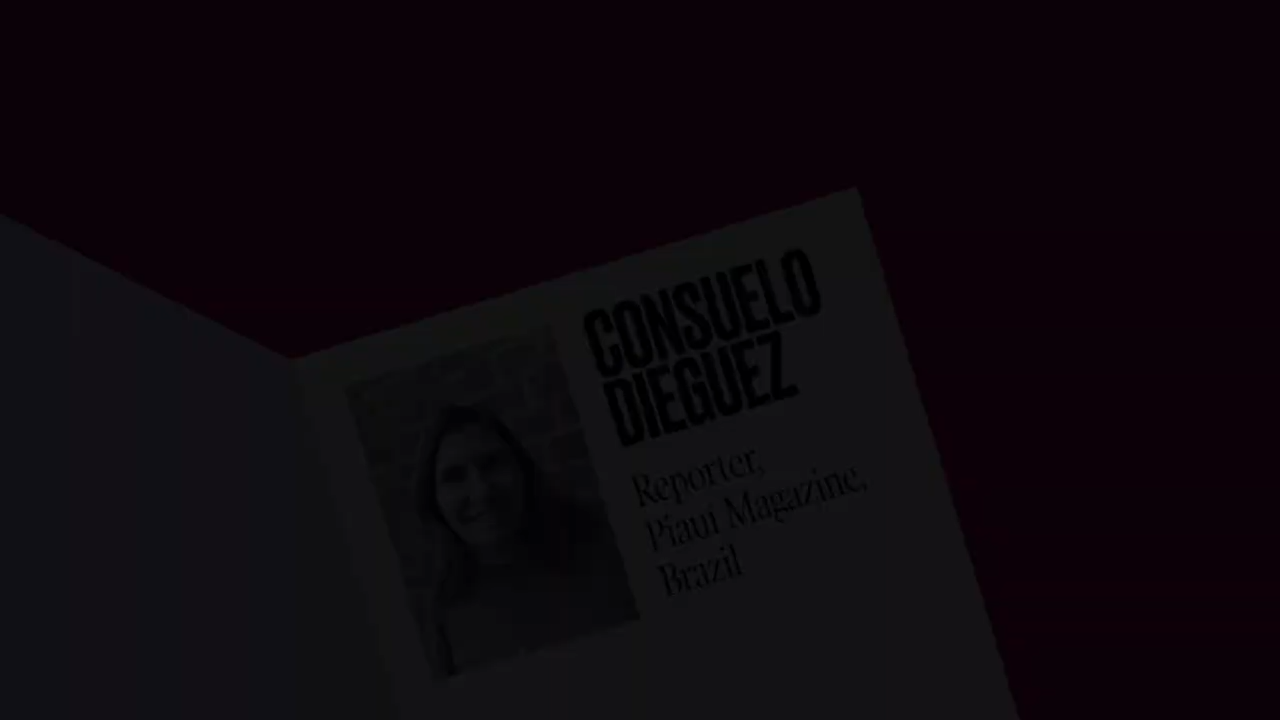 CONSUELO
DIEGUEZ
Reporter,
Piauí Magazine,
Brazil